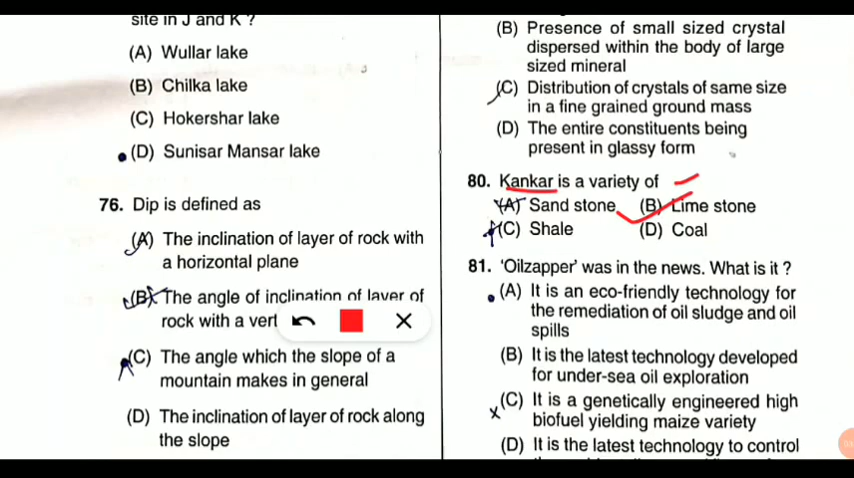 site in J and K ?
(A) Wullar lake
(B) Chilka lake
(C) Hokershar lake
(D) Sunisar Mansar lake
76. Dip is defined as
(A) The inclination of layer of rock with
a horizontal plane
(B) The angle of inclination of layer of
rock with a vert
(C) The angle which the slope of a
mountain makes in general
(D) The inclination of layer of rock along
the slope
(B) Presence of small sized crystal
dispersed within the body of large
sized mineral
(C) Distribution of crystals of same size
in a fine grained ground mass
(D) The entire constituents being
present in glassy form
80. Kankar is a variety of
(A) Sand stone (B) Lime stone
(C) Shale (D) Coal
81. 'Oilzapper' was in the news. What is it ?
(A) It is an eco-friendly technology for
the remediation of oil sludge and oil
spills
(B) It is the latest technology developed
for under-sea oil exploration
(C) It is a genetically engineered high
biofuel yielding maize variety
(D) It is the latest technology to control